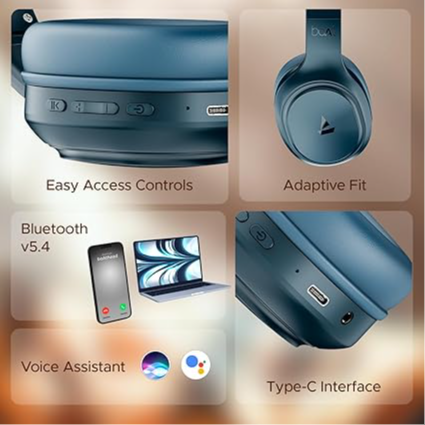 Easy Access Controls
Adaptive Fit
Bluetooth
v5.4
Voice Assistant
Type-C Interface